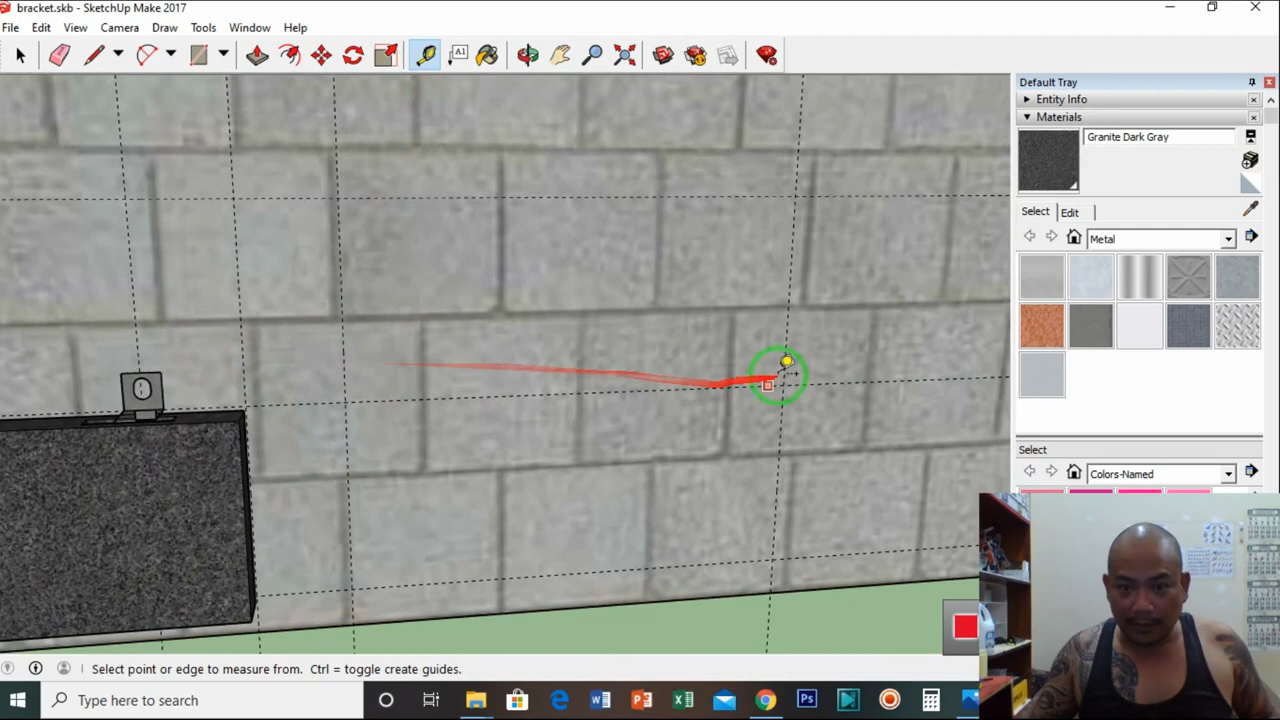 bracket.skb - SketchUp Make 2017
File Edit View Camera Draw Tools Window Help
A1
Default Tray
Entity Info
Materials
Granite Dark Gray
Select Edit
Metal
Select
Colors-Named
Select point or edge to measure from. Ctrl = toggle create guides.
Type here to search